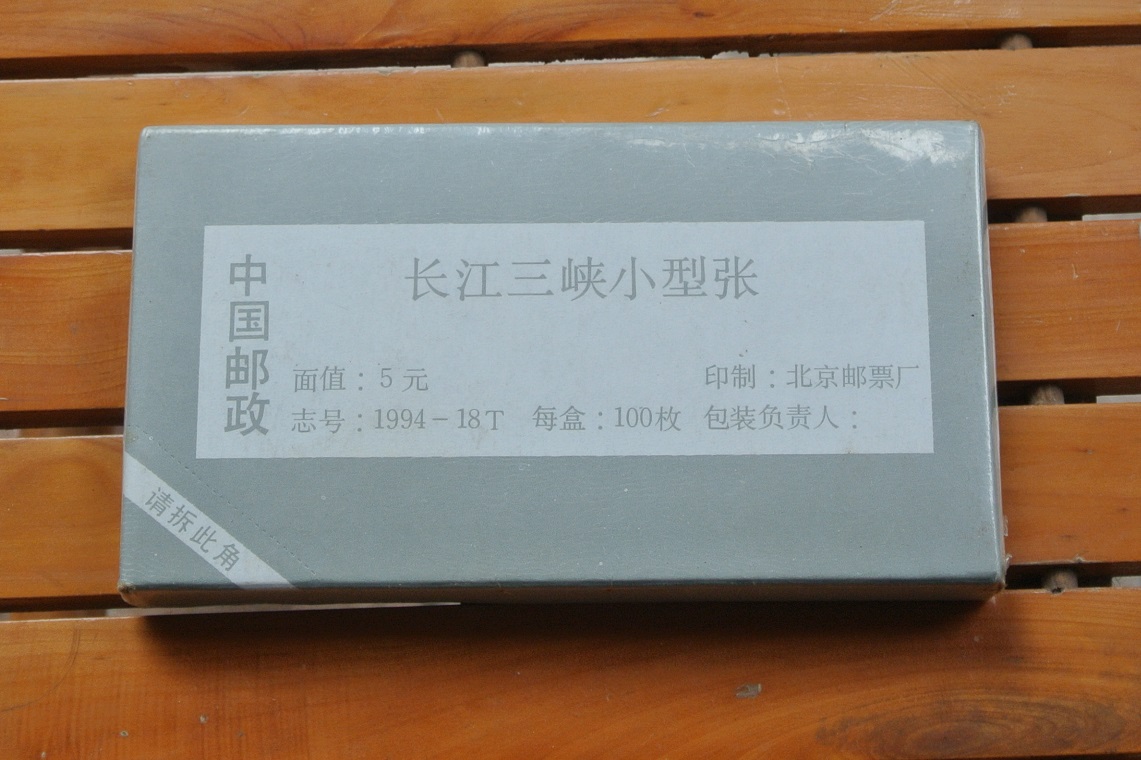 中国邮政
长江三峡小型张
面值：5元
印制：北京邮票厂
志号：1994－18T 每盒：100枚 包装负责人：
请拆此角